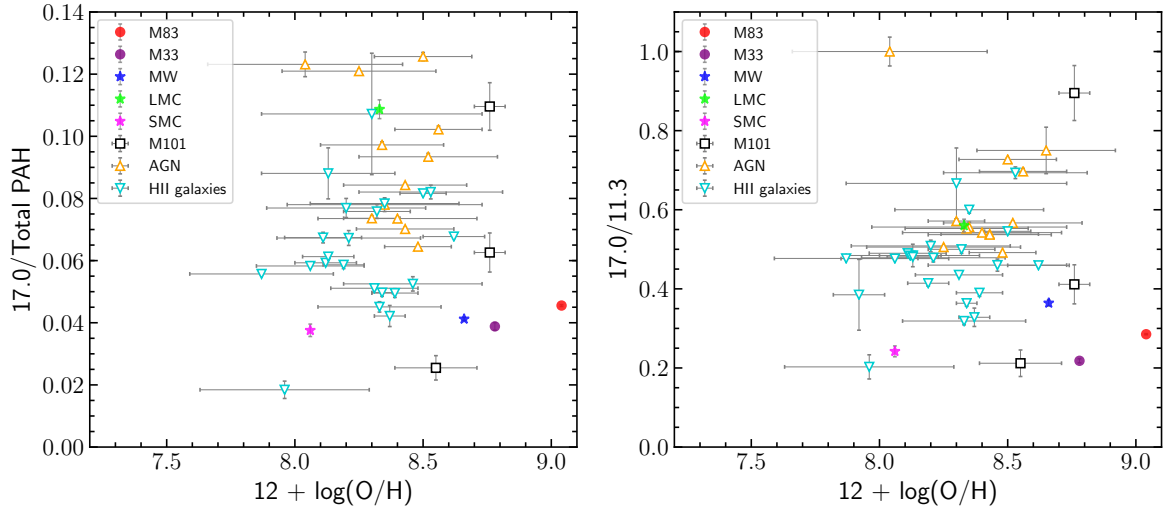 0.14
0.12
0.10
0.08
0.06
0.04
0.02
0.00
17.0/Total PAH
M83
M33
MW
LMC
SMC
M101
AGN
HII galaxies
7.5 8.0 8.5 9.0
12 + log(O/H)
1.0
0.8
0.6
0.4
0.2
0.0
17.0/11.3
M83
M33
MW
LMC
SMC
M101
AGN
HII galaxies
7.5 8.0 8.5 9.0
12 + log(O/H)